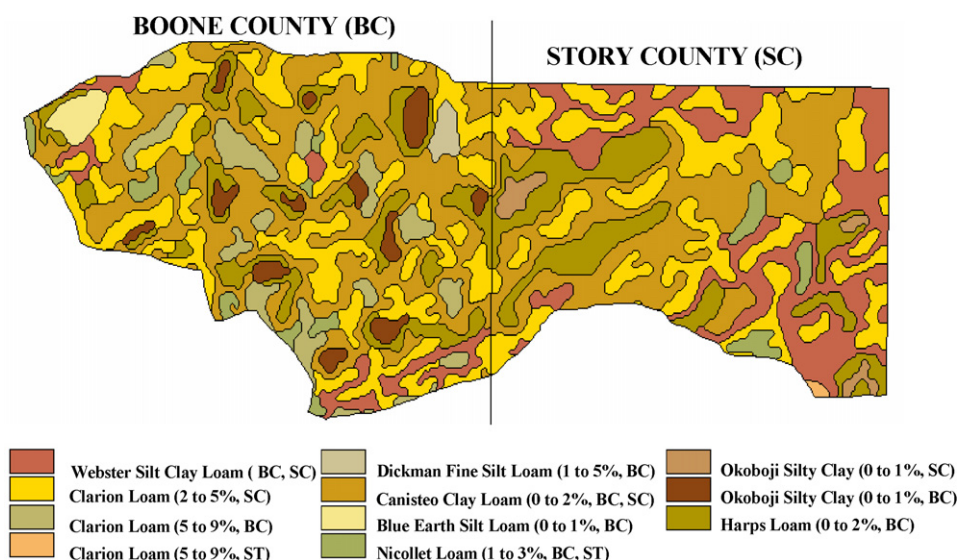 BOONE COUNTY (BC)
STORY COUNTY (SC)
Webster Silt Clay Loam ( BC, SC)
Clarion Loam (2 to 5%, SC)
Clarion Loam (5 to 9%, BC)
Clarion Loam (5 to 9%, ST)
Dickman Fine Silt Loam (1 to 5%, BC)
Canisteo Clay Loam (0 to 2%, BC, SC)
Blue Earth Silt Loam (0 to 1%, BC)
Nicollet Loam (1 to 3%, BC, ST)
Okoboji Silty Clay (0 to 1%, SC)
Okoboji Silty Clay (0 to 1%, BC)
Harps Loam (0 to 2%, BC)